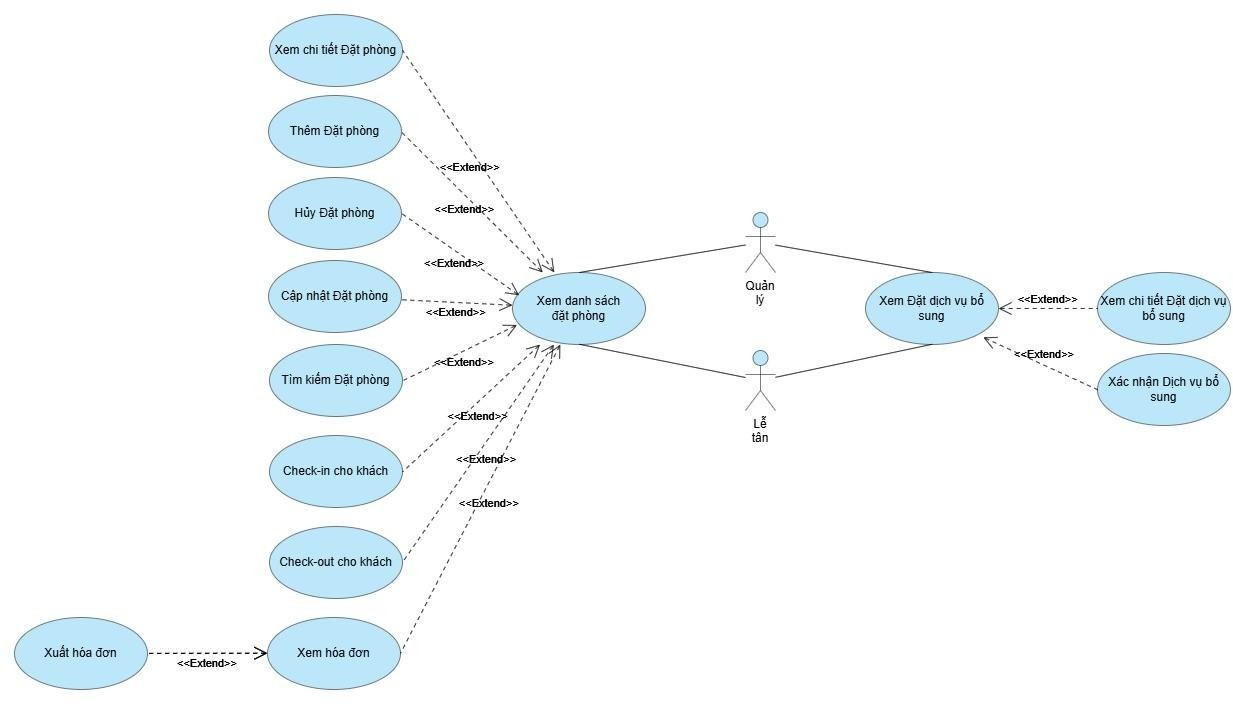 Xem chi tiết Đặt phòng
Thêm Đặt phòng
<<Extend>>
<<Extend>>
Hủy Đặt phòng
<<Extend>>
Cập nhật Đặt phòng
<<Extend>>
Xem danh sách
đặt phòng
Quản
lý
Xem Đặt dịch vụ bổ
sung
<<Extend>>
Xem chi tiết Đặt dịch vụ
bổ sung
<<Extend>>
Xác nhận Dịch vụ bổ
sung
Tìm kiếm Đặt phòng
<<Extend>>
Lễ
tân
<<Extend>>
Check-in cho khách
<<Extend>>
<<Extend>>
Check-out cho khách
Xuất hóa đơn
<<Extend>>
Xem hóa đơn